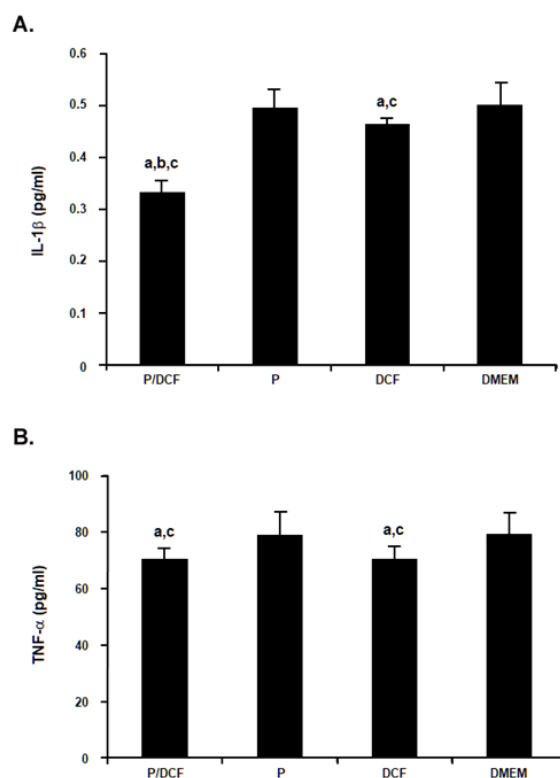 A.
0.6
0.5
0.4
0.3
0.2
0.1
0
IL-1β (pg/ml)
a,b,c
a,c
P/DCF P DCF DMEM
B.
100
80
60
40
20
0
TNF-α (pg/ml)
a,c
a,c
P/DCF P DCF DMEM